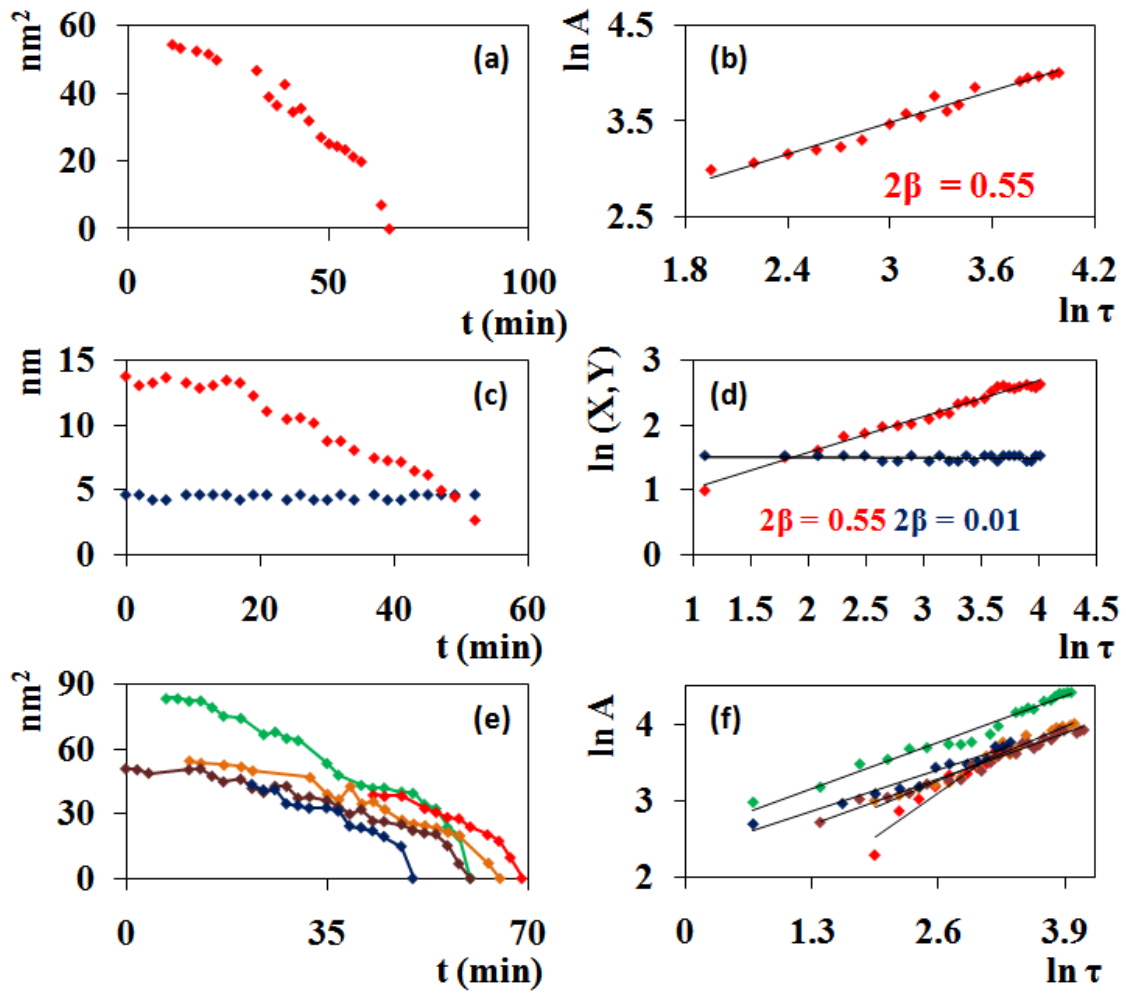 nm²
60
40
20
0
(a)
0
50
100
t (min)
ln A
4.5
3.5
2.5
(b)
2β = 0.55
1.8
2.4
3
3.6
4.2
ln τ
nm
15
10
5
0
(c)
0
20
40
60
t (min)
ln (X,Y)
3
2
1
0
(d)
2β = 0.55 2β = 0.01
1
1.5
2
2.5
3
3.5
4
4.5
ln τ
nm²
90
60
30
0
(e)
0
35
70
t (min)
ln A
4
3
2
(f)
0
1.3
2.6
3.9
ln τ